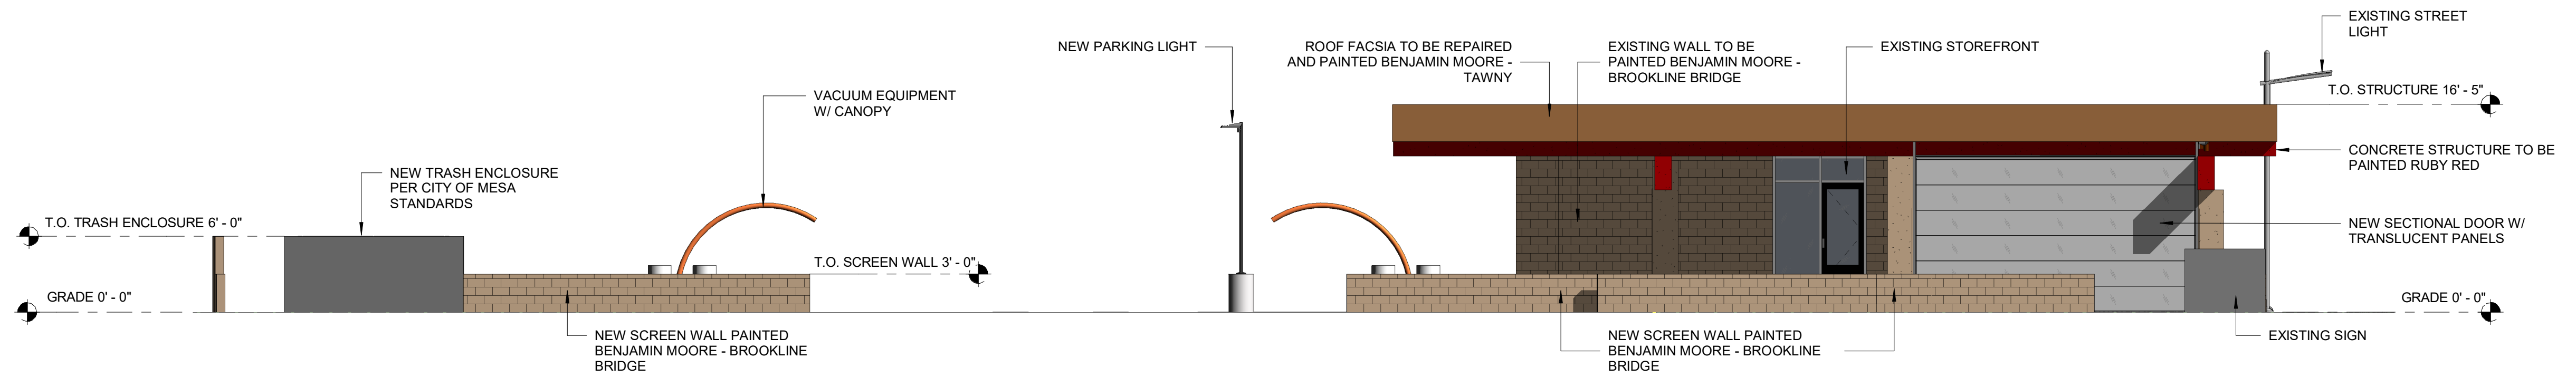 EXISTING STREET
LIGHT
NEW PARKING LIGHT
ROOF FACSIA TO BE REPAIRED
AND PAINTED BENJAMIN MOORE -
TAWNY
EXISTING WALL TO BE
PAINTED BENJAMIN MOORE -
BROOKLINE BRIDGE
EXISTING STOREFRONT
VACUUM EQUIPMENT
W/ CANOPY
T.O. STRUCTURE 16' - 5"
CONCRETE STRUCTURE TO BE
PAINTED RUBY RED
NEW TRASH ENCLOSURE
PER CITY OF MESA
STANDARDS
T.O. TRASH ENCLOSURE 6' - 0"
NEW SECTIONAL DOOR W/
TRANSLUCENT PANELS
T.O. SCREEN WALL 3' - 0"
GRADE 0' - 0"
GRADE 0' - 0"
NEW SCREEN WALL PAINTED
BENJAMIN MOORE - BROOKLINE
BRIDGE
NEW SCREEN WALL PAINTED
BENJAMIN MOORE - BROOKLINE
BRIDGE
EXISTING SIGN